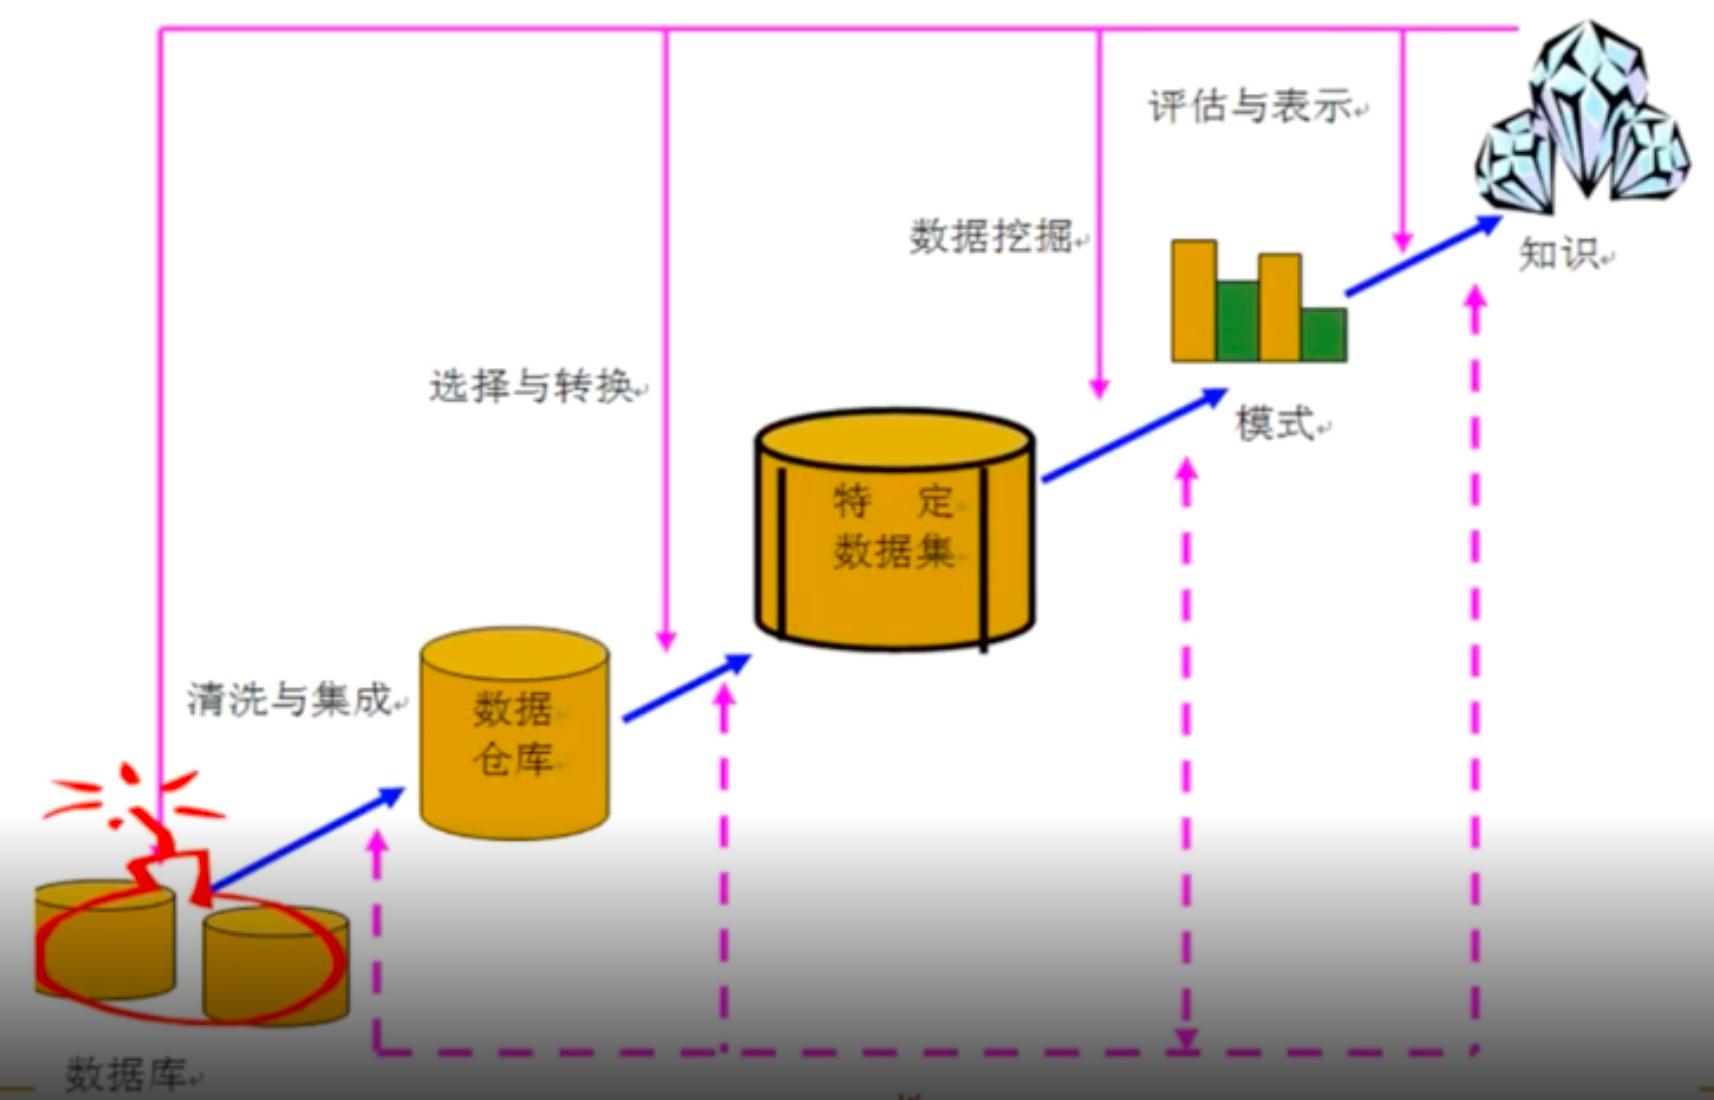 评估与表示
数据挖掘
知识
选择与转换
模式
特 定
数据集
清洗与集成
数据
仓库
数据库